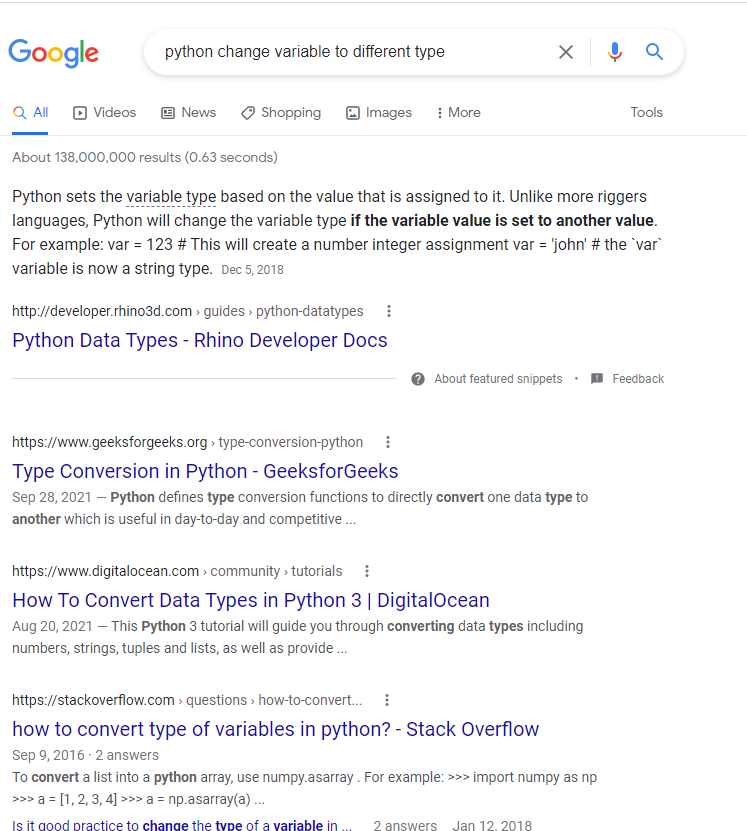 Google
python change variable to different type
All Videos News Shopping Images More Tools
About 138,000,000 results (0.63 seconds)
Python sets the variable type based on the value that is assigned to it. Unlike more riggers
languages, Python will change the variable type if the variable value is set to another value.
For example: var = 123 # This will create a number integer assignment var = 'john' # the `var`
variable is now a string type. Dec 5, 2018
http://developer.rhino3d.com › guides › python-datatypes
Python Data Types - Rhino Developer Docs
About featured snippets • Feedback
https://www.geeksforgeeks.org › type-conversion-python
Type Conversion in Python - GeeksforGeeks
Sep 28, 2021 — Python defines type conversion functions to directly convert one data type to
another which is useful in day-to-day and competitive ...
https://www.digitalocean.com › community › tutorials
How To Convert Data Types in Python 3 | DigitalOcean
Aug 20, 2021 — This Python 3 tutorial will guide you through converting data types including
numbers, strings, tuples and lists, as well as provide ...
https://stackoverflow.com › questions › how-to-convert...
how to convert type of variables in python? - Stack Overflow
Sep 9, 2016 · 2 answers
To convert a list into a python array, use numpy.asarray . For example: >>> import numpy as np
>>> a = [1, 2, 3, 4] >>> a = np.asarray(a) ...
Is it good practice to change the type of a variable in ... 2 answers Jan 12, 2018